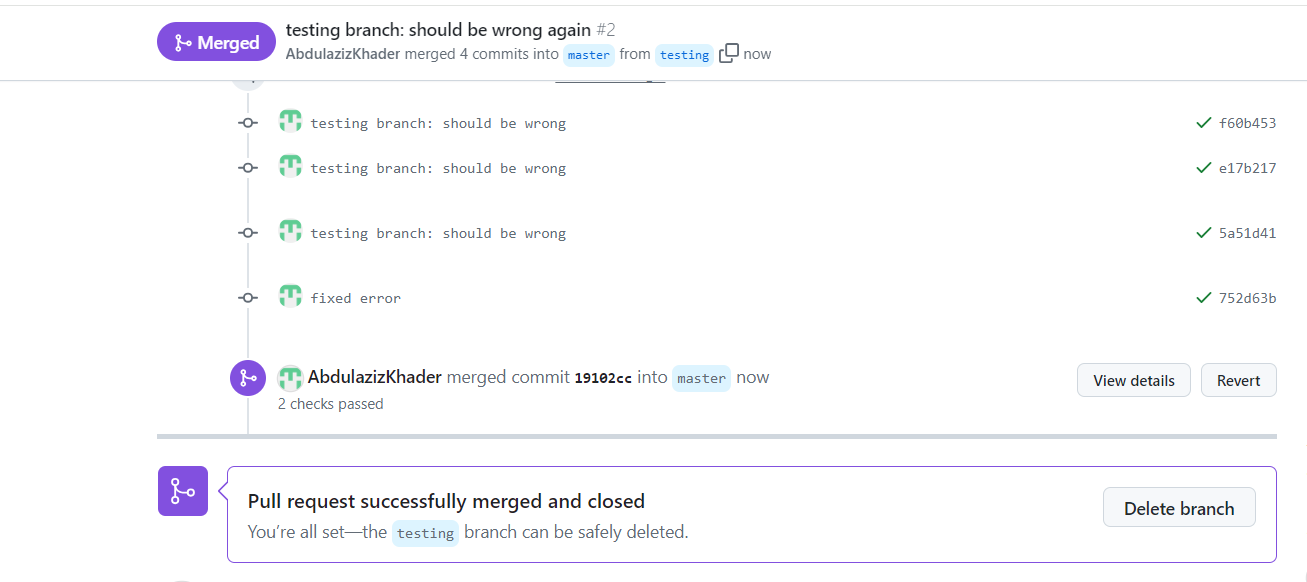 Merged
testing branch: should be wrong again #2
AbdulazizKhader merged 4 commits into master from testing now
testing branch: should be wrong f60b453
testing branch: should be wrong e17b217
testing branch: should be wrong 5a51d41
fixed error 752d63b
AbdulazizKhader merged commit 19102cc into master now
View details
Revert
2 checks passed
Pull request successfully merged and closed
You're all set—the testing branch can be safely deleted.
Delete branch